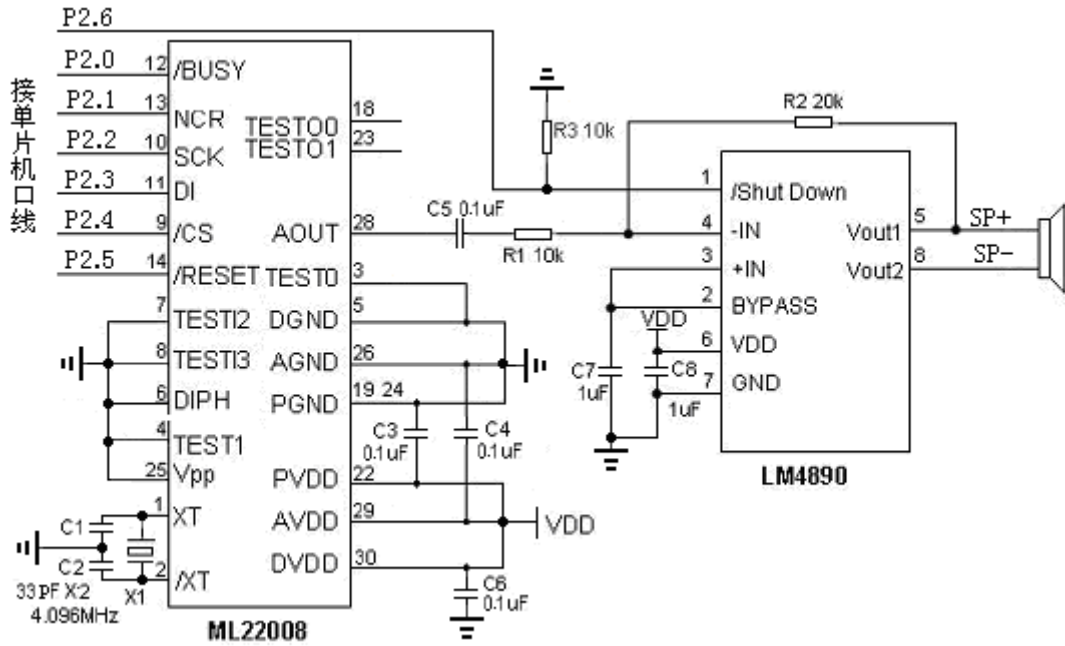 接单片机口线
P2.6
P2.0
P2.1
P2.2
P2.3
P2.4
P2.5
12
13
10
11
9
14
7
8
6
4
25
1
2
/BUSY
NCR
SCK
DI
/CS
/RESET
TESTI2
TESTI3
DIPH
TEST1
Vpp
XT
/XT
TESTO0
TESTO1
AOUT
TEST0
DGND
AGND
PGND
PVDD
AVDD
DVDD
18
23
28
3
5
26
19 24
22
29
30
ML22008
C1
C2
33PF X2
4.096MHz
X1
C3
0.1uF
C4
0.1uF
C6
0.1uF
VDD
C5 0.1uF
R1 10k
R3 10k
R2 20k
1
4
3
2
6
7
/Shut Down
-IN
+IN
BYPASS
VDD
GND
Vout1
Vout2
5
8
SP+
SP-
VDD
C7
1uF
C8
1uF
LM4890